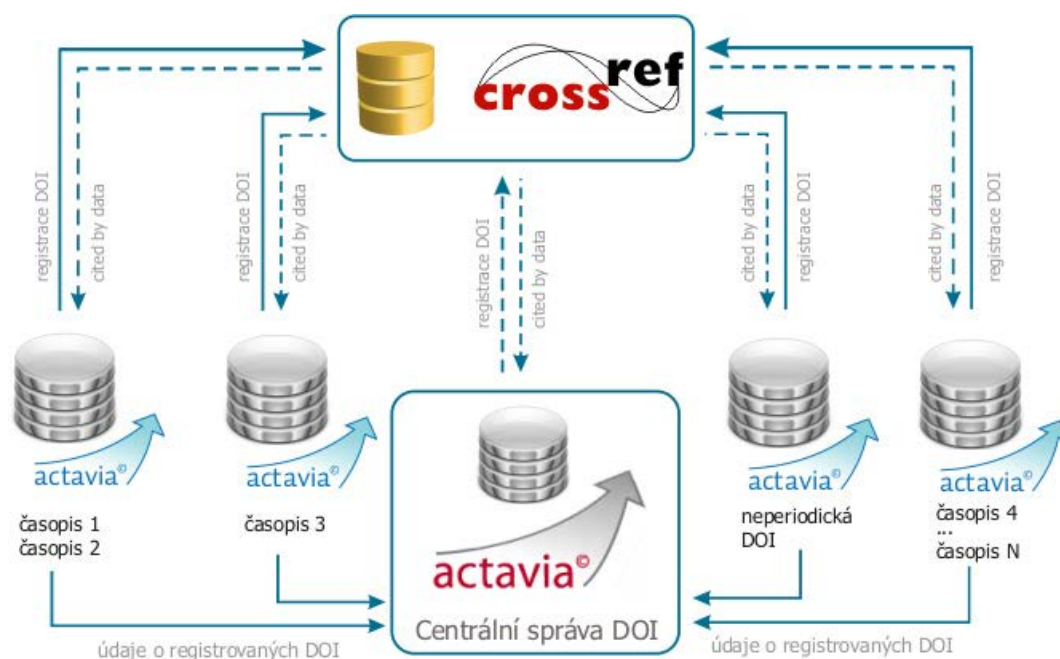 cross ref
registrace DOI
cited by data
registrace DOI
cited by data
registrace DOI
cited by data
cited by data
registrace DOI
cited by data
registrace DOI
actavia©
časopis 1
časopis 2
actavia©
časopis 3
actavia©
Centrální správa DOI
actavia©
neperiodická
DOI
actavia©
časopis 4
...
časopis N
údaje o registrovaných DOI
údaje o registrovaných DOI